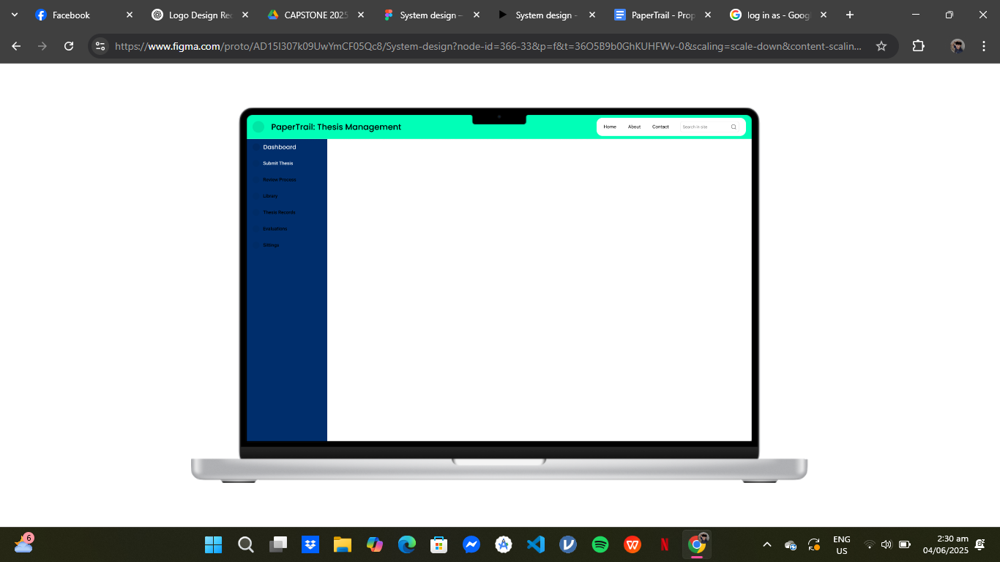 Facebook
Logo Design Rec
CAPSTONE 2025
System design –
System design -
PaperTrail - Prop
log in as - Googl
https://www.figma.com/proto/AD15I307k09UwYmCF05Qc8/System-design?node-id=366-33&p=f&t=36O5B9b0GhKUHFWv-0&scaling=scale-down&content-scalin...
PaperTrail: Thesis Management
Home
About
Contact
Search in site
Dashboard
Submit Thesis
Review Process
Library
Thesis Records
Evaluations
Sittings
6
ENG
US
2:30 am
04/06/2025